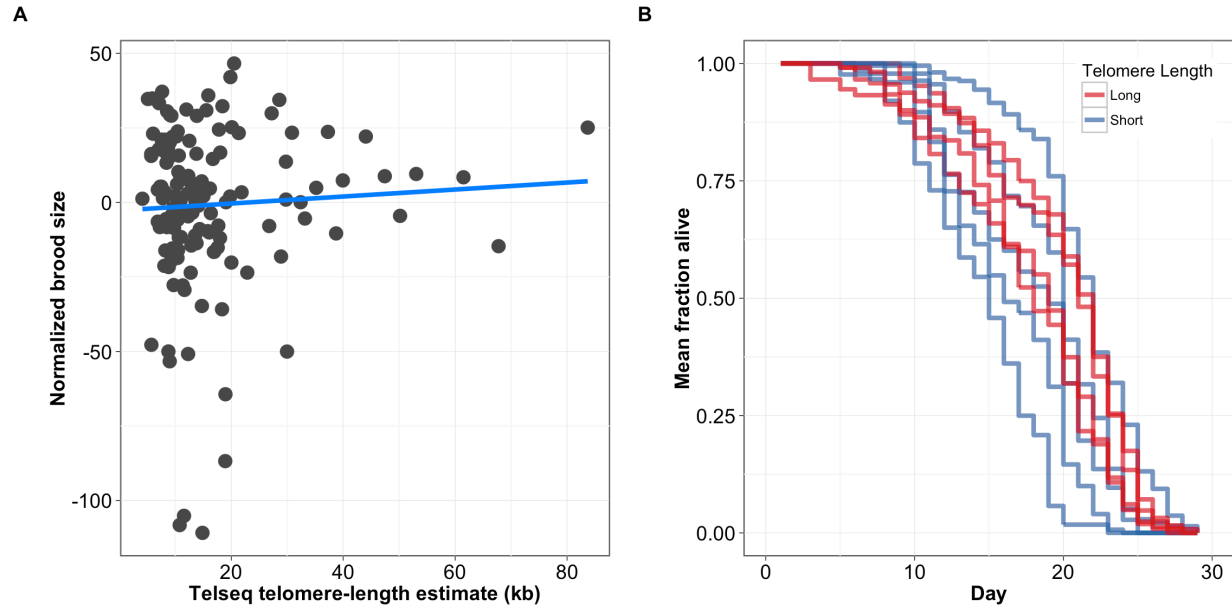 A
50
0
-50
-100
Normalized brood size
20
40
60
80
Telseq telomere-length estimate (kb)
B
1.00
0.75
0.50
0.25
0.00
Mean fraction alive
Telomere Length
Long
Short
0
10
20
30
Day